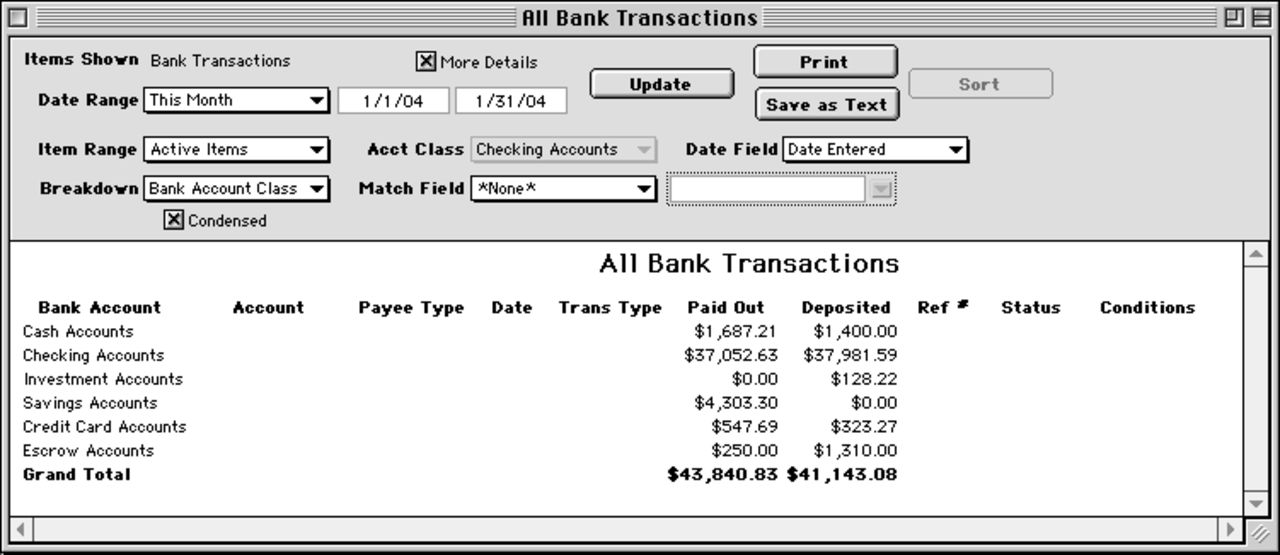 All Bank Transactions
Items Shown Bank Transactions More Details Update Print Sort
Date Range This Month 1/1/04 1/31/04 Save as Text
Item Range Active Items Acct Class Checking Accounts Date Field Date Entered
Breakdown Bank Account Class Match Field *None*
Condensed
All Bank Transactions
Bank Account Account Payee Type Date Trans Type Paid Out Deposited Ref # Status Conditions
Cash Accounts $1,687.21 $1,400.00
Checking Accounts $37,052.63 $37,981.59
Investment Accounts $0.00 $128.22
Savings Accounts $4,303.30 $0.00
Credit Card Accounts $547.69 $323.27
Escrow Accounts $250.00 $1,310.00
Grand Total $43,840.83 $41,143.08